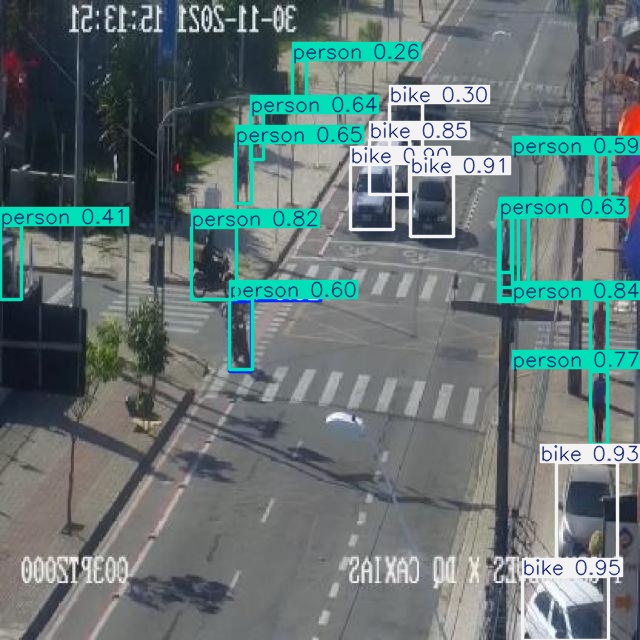 30-11-2021 15:13:51
person 0.26
bike 0.30
person 0.64
bike 0.85
person 0.65
0.59
bike 0.90
bike 0.91
person 0.63
person 0.41
person 0.82
person 0.60
person 0.84
person 0.77
bike 0.93
X DQ CAXIAS
bike 0.95